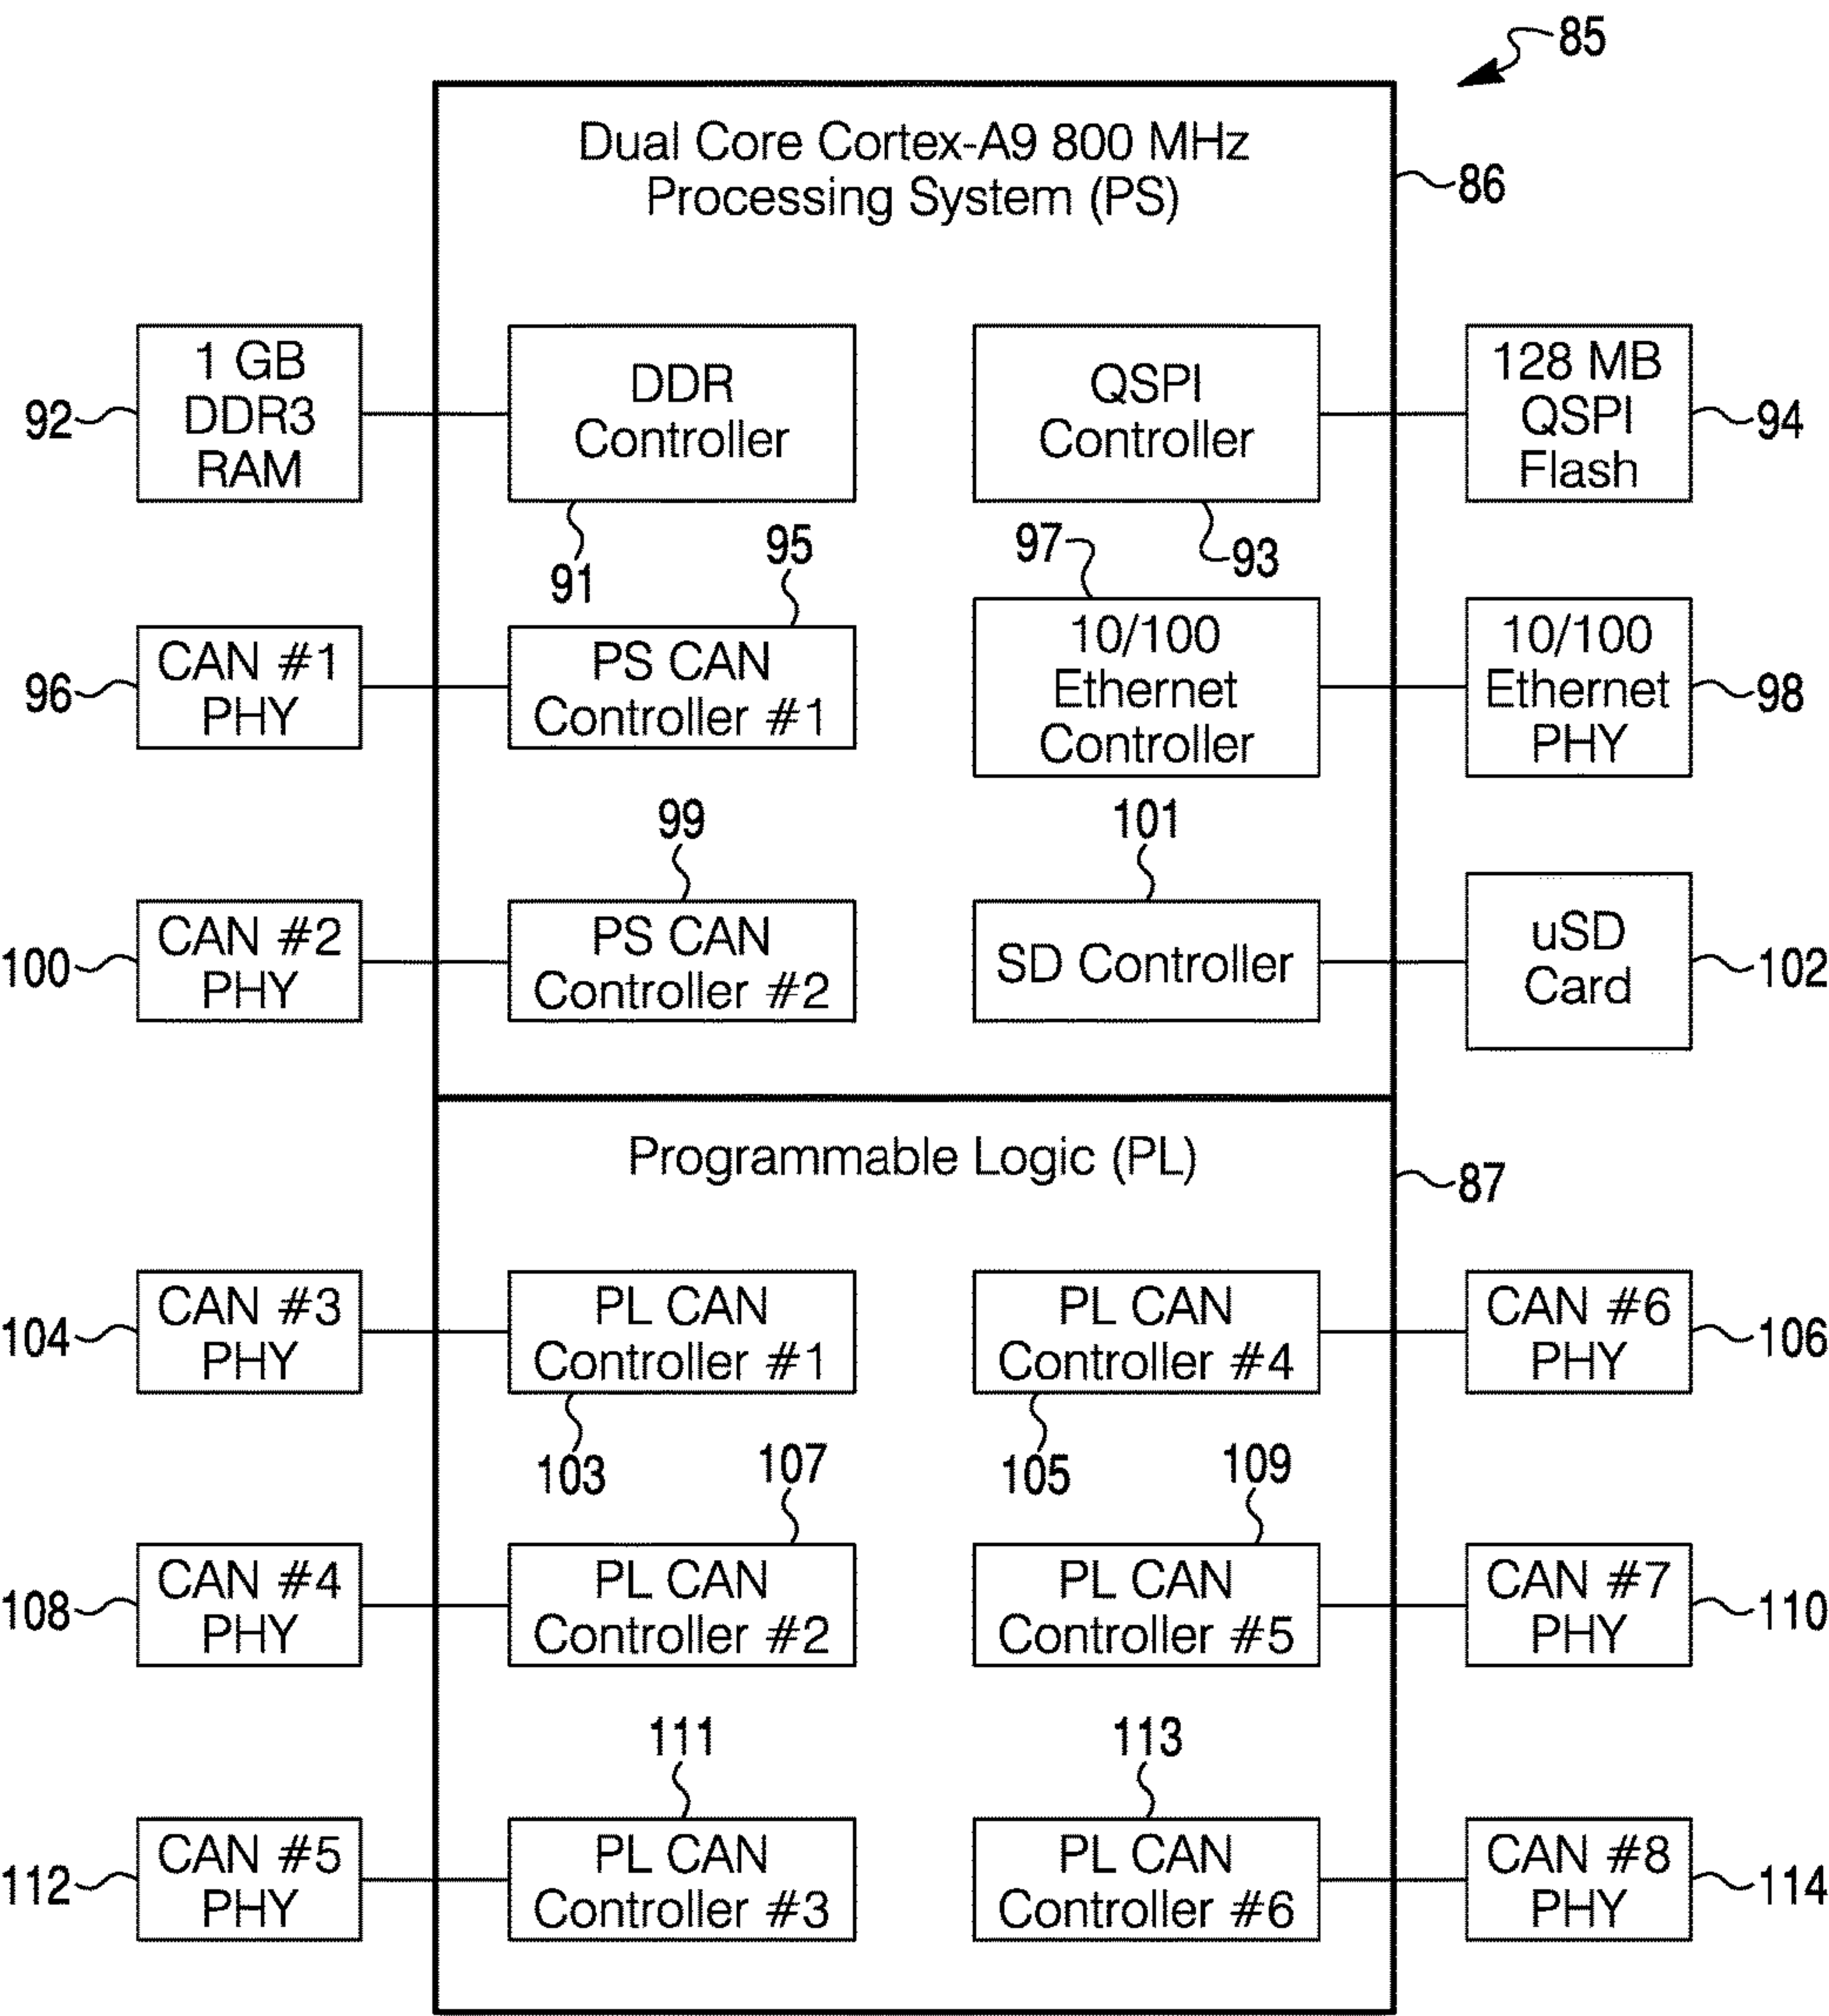 85
Dual Core Cortex-A9 800 MHz
Processing System (PS)
86
1 GB
DDR3
RAM
92
DDR
Controller
91
QSPI
Controller
93
128 MB
QSPI
Flash
94
CAN #1
PHY
96
95
PS CAN
Controller #1
97
10/100
Ethernet
Controller
10/100
Ethernet
PHY
98
CAN #2
PHY
100
99
PS CAN
Controller #2
101
SD Controller
uSD
Card
102
Programmable Logic (PL)
87
CAN #3
PHY
104
PL CAN
Controller #1
103
PL CAN
Controller #4
105
CAN #6
PHY
106
CAN #4
PHY
108
107
PL CAN
Controller #2
109
PL CAN
Controller #5
CAN #7
PHY
110
CAN #5
PHY
112
111
PL CAN
Controller #3
113
PL CAN
Controller #6
CAN #8
PHY
114